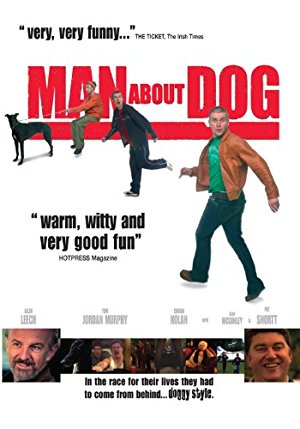 " very, very funny..." THE TICKET, The Irish Times
MAN ABOUT DOG
" warm, witty and
very good fun"
HOTPRESS Magazine
ALLEN LEECH
TOM JORDAN MURPHY
CIARAN NOLAN
WITH
SEAN MCGINLEY &
PAT SHORTT
In the race for their lives they had
to come from behind... doggy style.